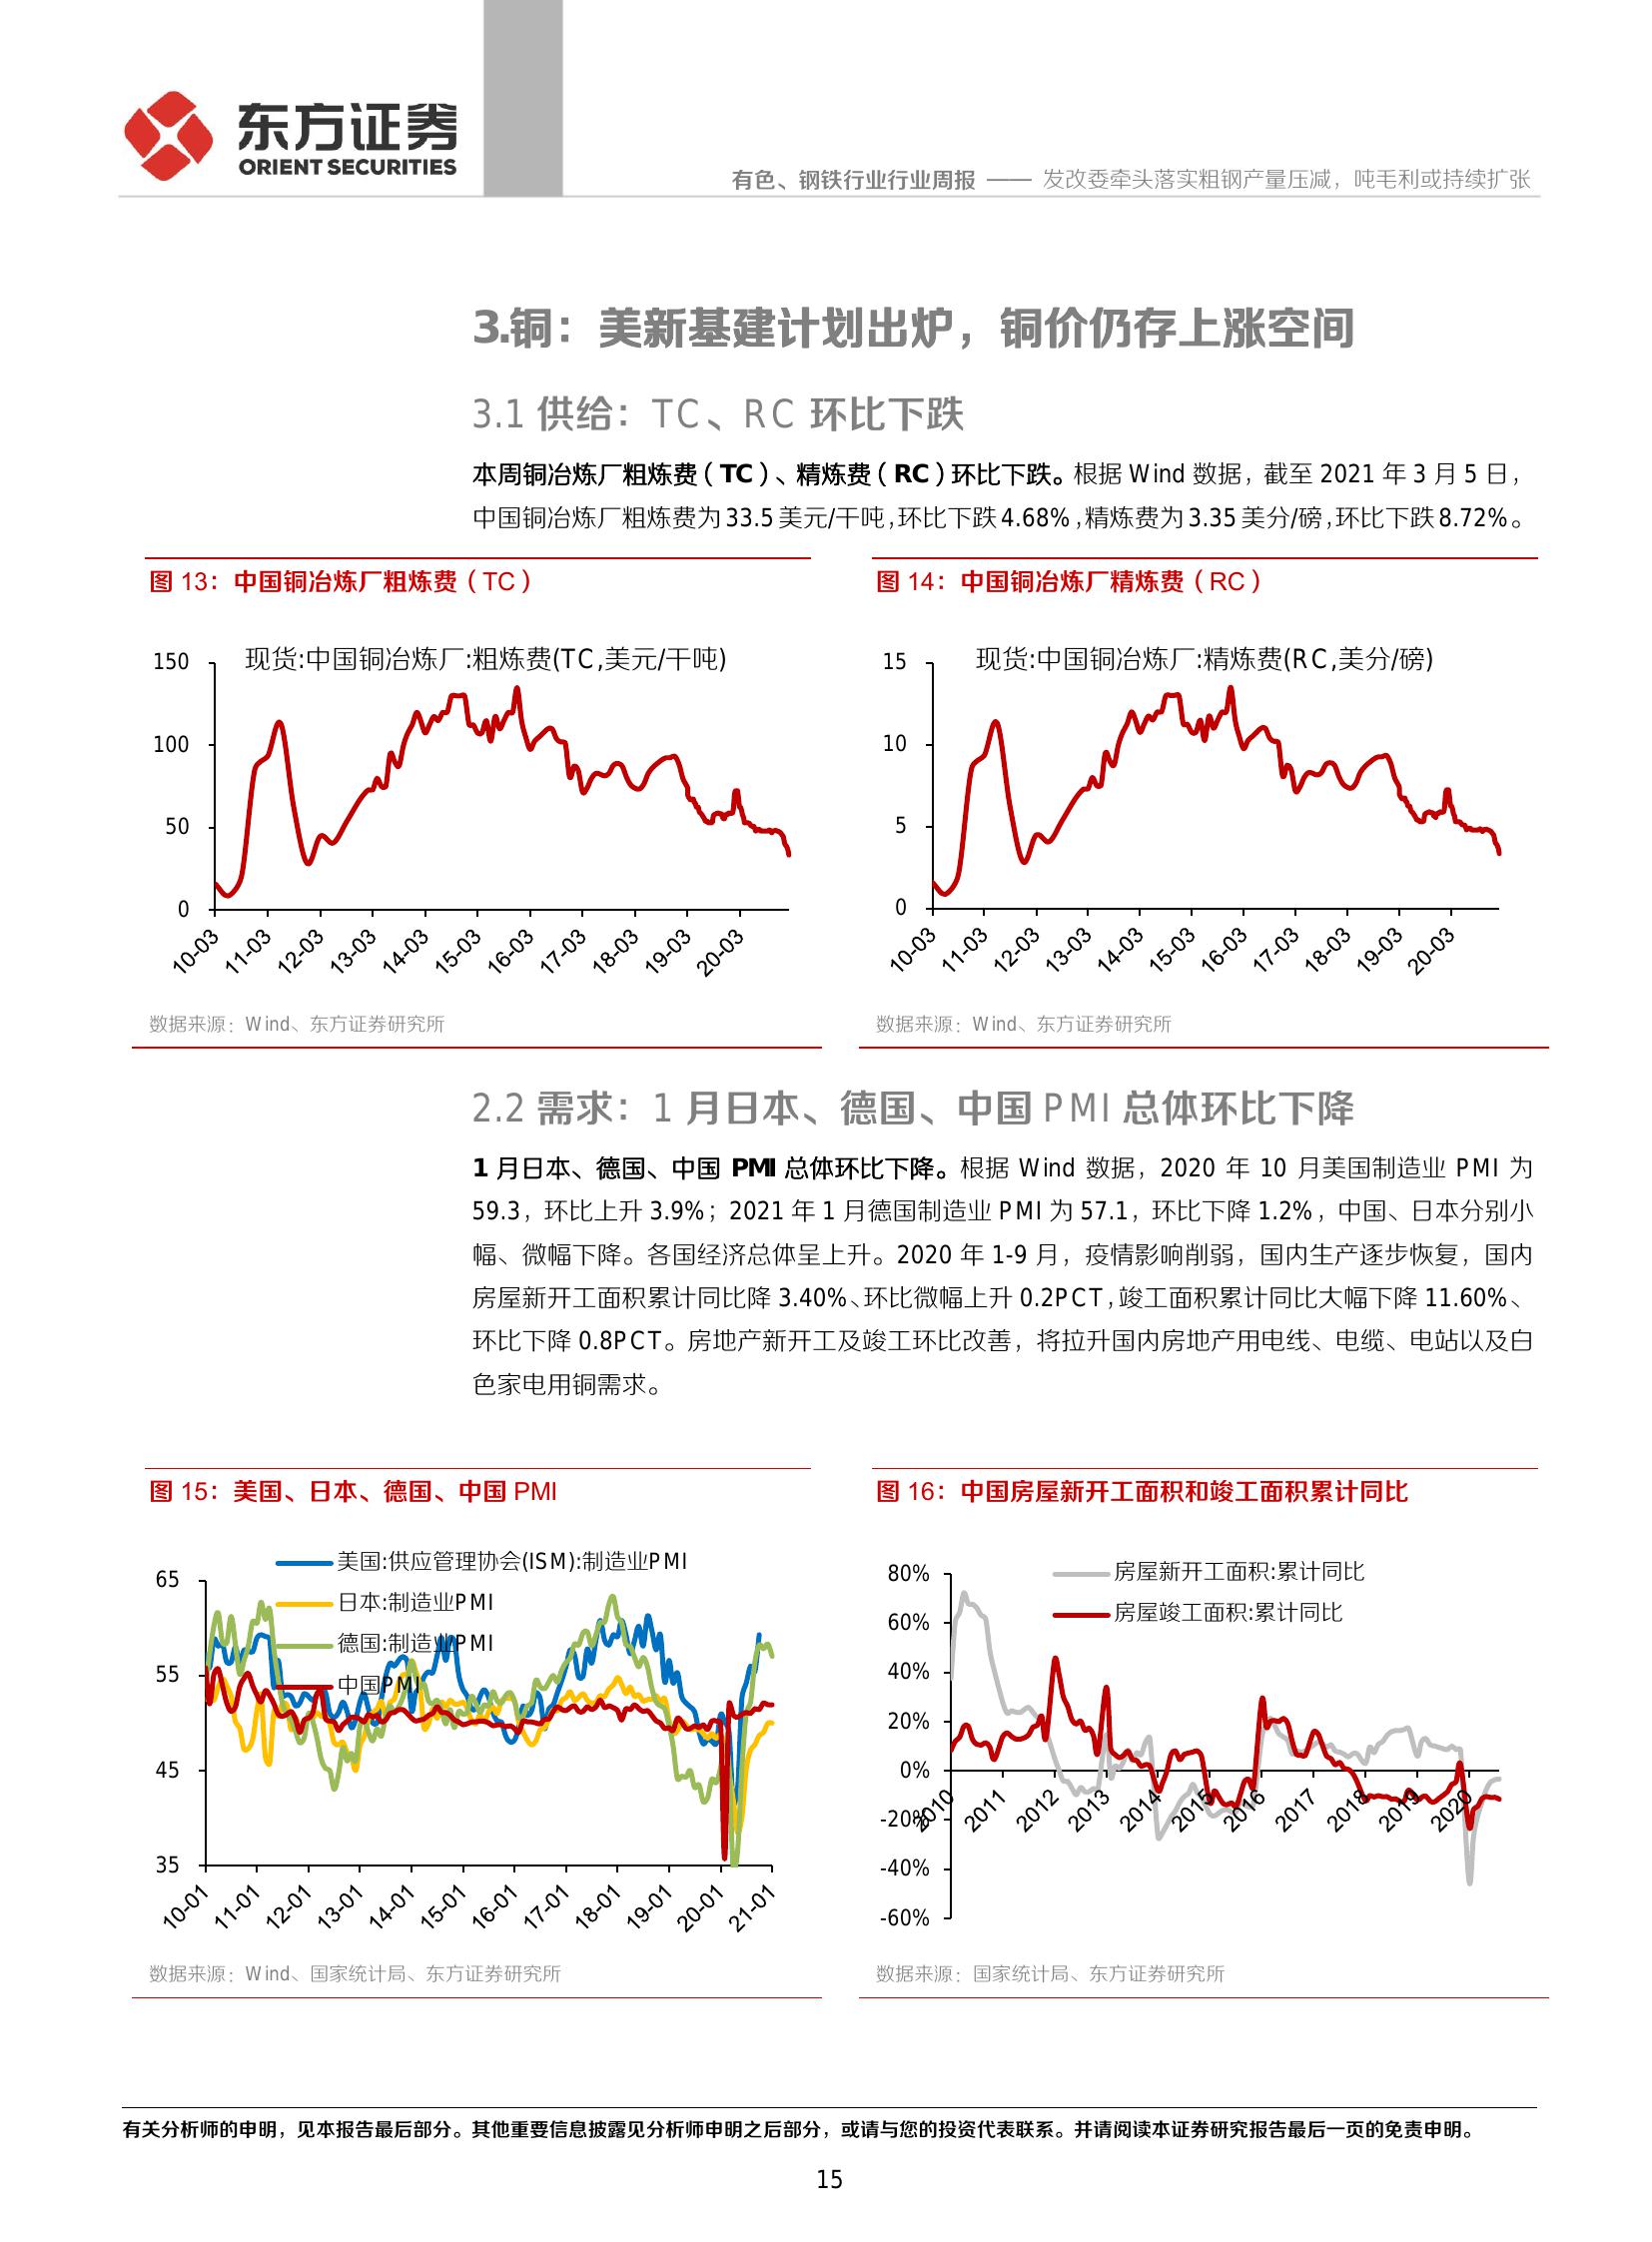 东方证券
ORIENT SECURITIES
有色、钢铁行业行业周报 —— 发改委牵头落实粗钢产量压减，吨毛利或持续扩张
3.铜：美新基建计划出炉，铜价仍存上涨空间
3.1 供给：TC、RC 环比下跌
本周铜冶炼厂粗炼费（TC）、精炼费（RC）环比下跌。根据 Wind 数据，截至 2021 年 3 月 5 日，
中国铜冶炼厂粗炼费为 33.5 美元/干吨，环比下跌 4.68%，精炼费为 3.35 美分/磅，环比下跌 8.72%。
图 13：中国铜冶炼厂粗炼费（TC）
现货:中国铜冶炼厂:粗炼费(TC,美元/干吨)
150
100
50
0
10-03 11-03 12-03 13-03 14-03 15-03 16-03 17-03 18-03 19-03 20-03
数据来源：Wind、东方证券研究所
图 14：中国铜冶炼厂精炼费（RC）
现货:中国铜冶炼厂:精炼费(RC,美分/磅)
15
10
5
0
10-03 11-03 12-03 13-03 14-03 15-03 16-03 17-03 18-03 19-03 20-03
数据来源：Wind、东方证券研究所
2.2 需求：1 月日本、德国、中国 PMI 总体环比下降
1 月日本、德国、中国 PMI 总体环比下降。根据 Wind 数据，2020 年 10 月美国制造业 PMI 为
59.3，环比上升 3.9%；2021 年 1 月德国制造业 PMI 为 57.1，环比下降 1.2%，中国、日本分别小
幅、微幅下降。各国经济总体呈上升。2020 年 1-9 月，疫情影响削弱，国内生产逐步恢复，国内
房屋新开工面积累计同比降 3.40%、环比微幅上升 0.2PCT，竣工面积累计同比大幅下降 11.60%、
环比下降 0.8PCT。房地产新开工及竣工环比改善，将拉升国内房地产用电线、电缆、电站以及白
色家电用铜需求。
图 15：美国、日本、德国、中国 PMI
美国:供应管理协会(ISM):制造业PMI
日本:制造业PMI
德国:制造业PMI
中国PMI
65
55
45
35
10-01 11-01 12-01 13-01 14-01 15-01 16-01 17-01 18-01 19-01 20-01 21-01
数据来源：Wind、国家统计局、东方证券研究所
图 16：中国房屋新开工面积和竣工面积累计同比
房屋新开工面积:累计同比
房屋竣工面积:累计同比
80%
60%
40%
20%
0%
-20%
-40%
-60%
2010 2011 2012 2013 2014 2015 2016 2017 2018 2019 2020
数据来源：国家统计局、东方证券研究所
有关分析师的申明，见本报告最后部分。其他重要信息披露见分析师申明之后部分，或请与您的投资代表联系。并请阅读本证券研究报告最后一页的免责申明。
15